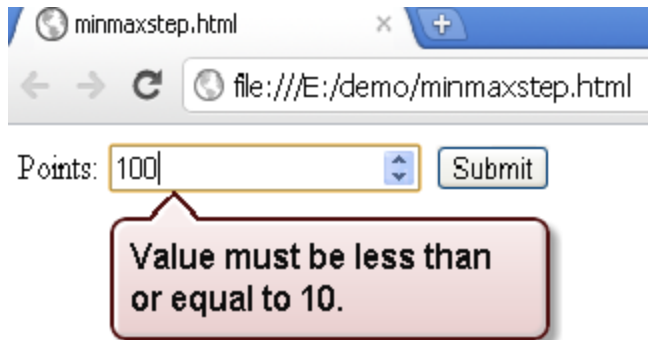 minmaxstep.html
file:///E:/demo/minmaxstep.html
Points: 100 Submit
Value must be less than
or equal to 10.